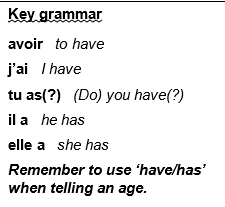 Key grammar
avoir to have
j'ai I have
tu as(?) (Do) you have(?)
il a he has
elle a she has
Remember to use 'have/has'
when telling an age.